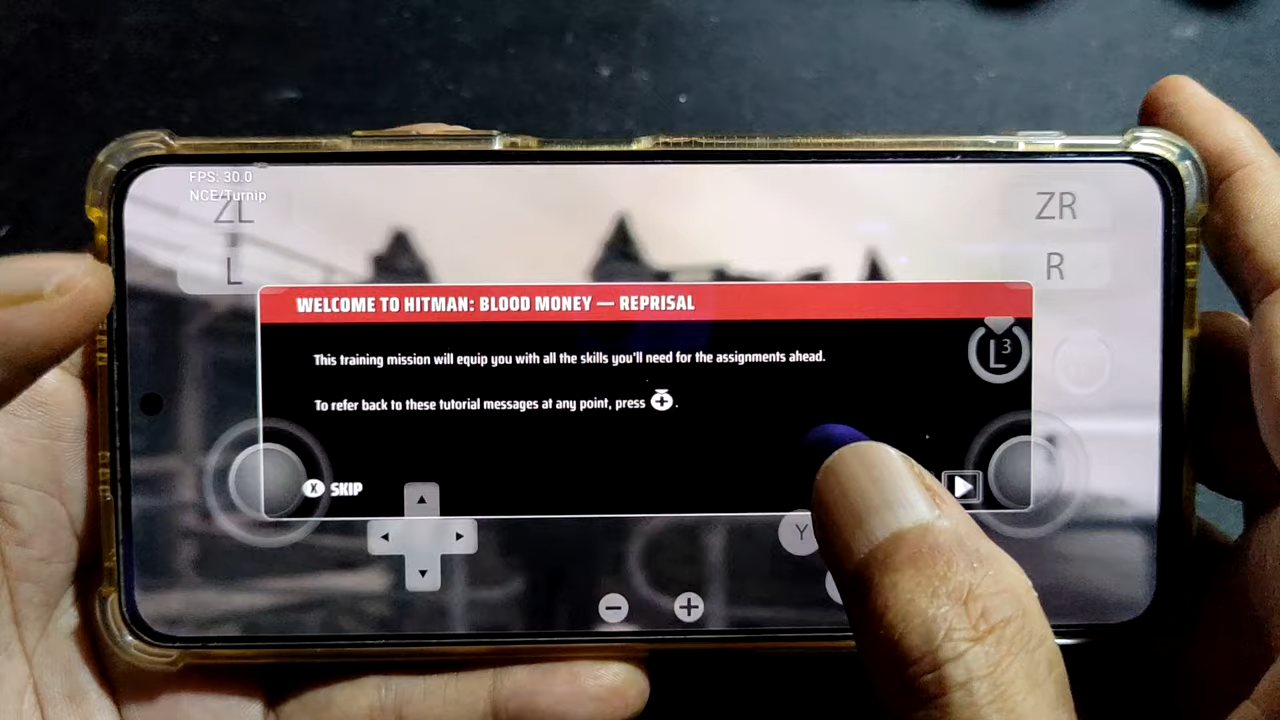 FPS: 30.0
NCE/Turnip
ZL
ZR
L
R
WELCOME TO HITMAN: BLOOD MONEY — REPRISAL
L3
This training mission will equip you with all the skills you'll need for the assignments ahead.
To refer back to these tutorial messages at any point, press .
X SKIP
Y